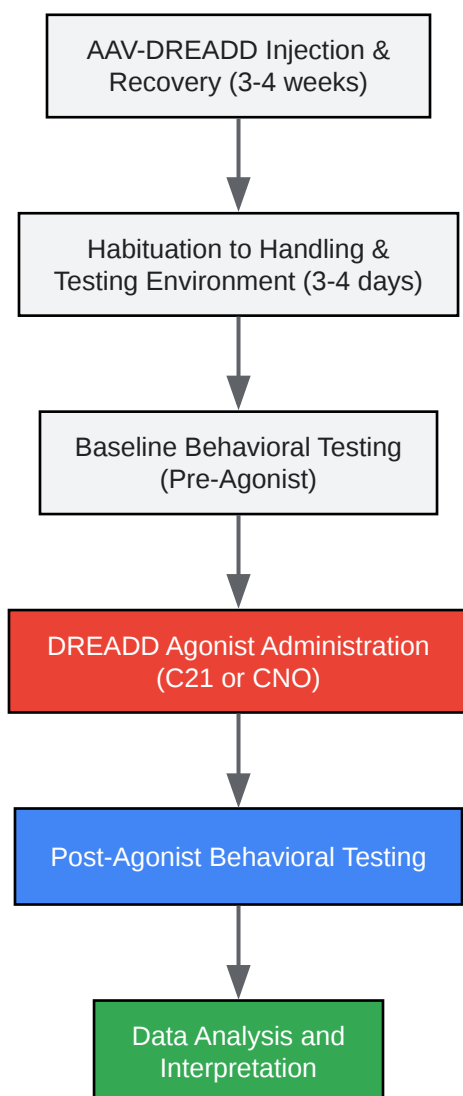 AAV-DREADD Injection &
Recovery (3-4 weeks)
Habituation to Handling &
Testing Environment (3-4 days)
Baseline Behavioral Testing
(Pre-Agonist)
DREADD Agonist Administration
(C21 or CNO)
Post-Agonist Behavioral Testing
Data Analysis and
Interpretation